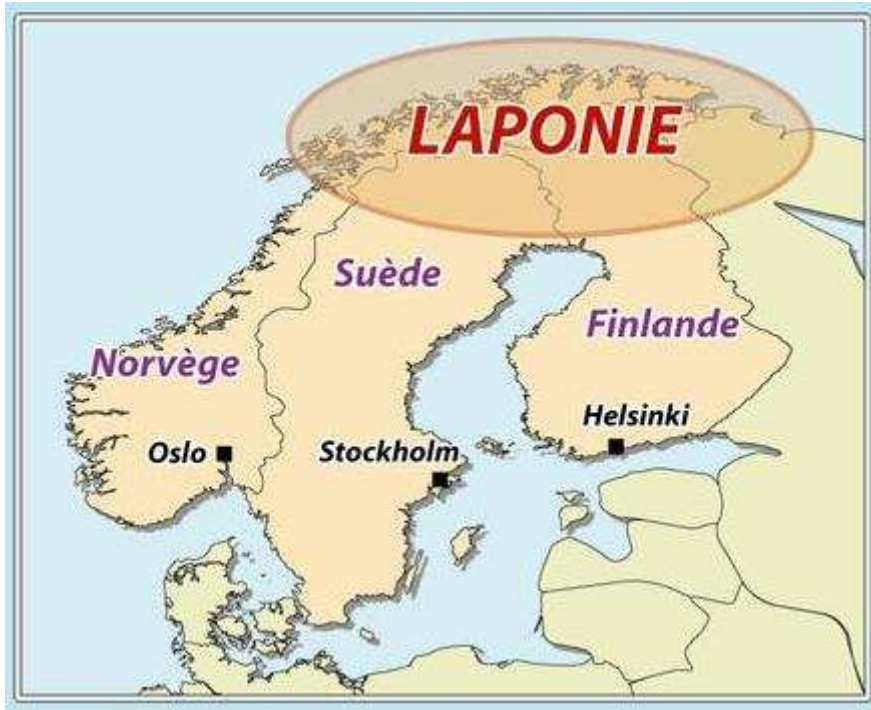 LAPONIE
Suède
Finlande
Norvège
Helsinki
Oslo
Stockholm